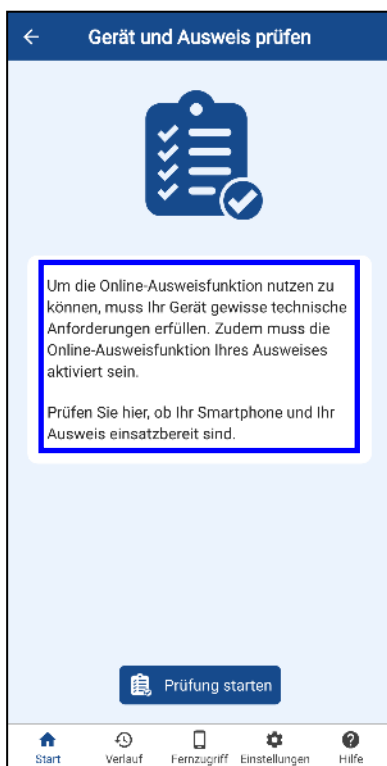 Gerät und Ausweis prüfen
Um die Online-Ausweisfunktion nutzen zu
können, muss Ihr Gerät gewisse technische
Anforderungen erfüllen. Zudem muss die
Online-Ausweisfunktion Ihres Ausweises
aktiviert sein.
Prüfen Sie hier, ob Ihr Smartphone und Ihr
Ausweis einsatzbereit sind.
Prüfung starten
Start Verlauf Fernzugriff Einstellungen Hilfe